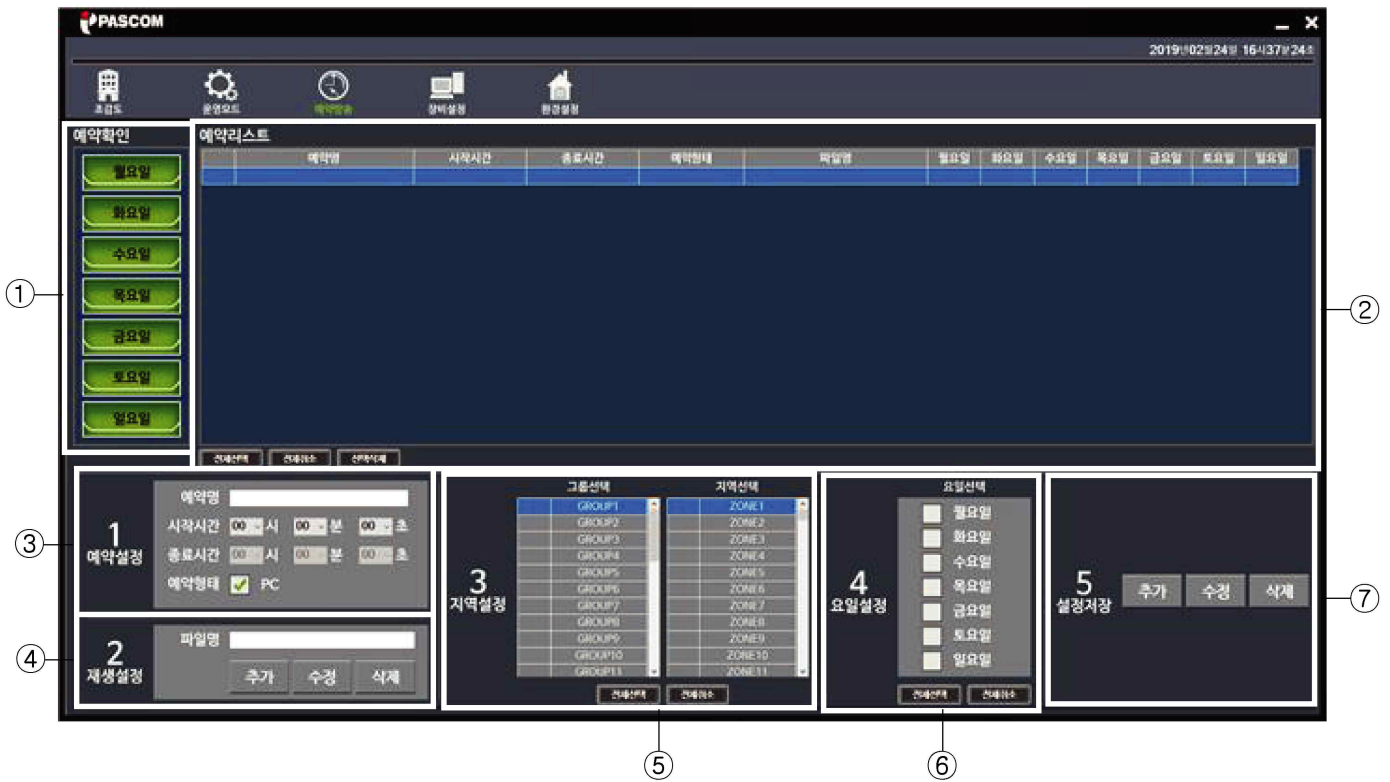 PASCOM
2019년02월24일 16시37분24초
조감도 운영모드 예약방송 장비설정 환경설정
예약확인
월요일
화요일
수요일
목요일
금요일
토요일
일요일
①
예약리스트
예약명 시작시간 종료시간 예약형태 파일명 월요일 화요일 수요일 목요일 금요일 토요일 일요일
전체선택 전체취소 선택삭제
②
③
1
예약설정
예약명
시작시간 00 시 00 분 00 초
종료시간 00 시 00 분 00 초
예약형태 PC
④
2
재생설정
파일명
추가 수정 삭제
3
지역설정
그룹선택 지역선택
GROUP1 ZONE1
GROUP2 ZONE2
GROUP3 ZONE3
GROUP4 ZONE4
GROUP5 ZONE5
GROUP6 ZONE6
GROUP7 ZONE7
GROUP8 ZONE8
GROUP9 ZONE9
GROUP10 ZONE10
GROUP11 ZONE11
전체선택 전체취소
⑤
4
요일설정
요일선택
월요일
화요일
수요일
목요일
금요일
토요일
일요일
전체선택 전체취소
⑥
5
설정저장
추가 수정 삭제
⑦